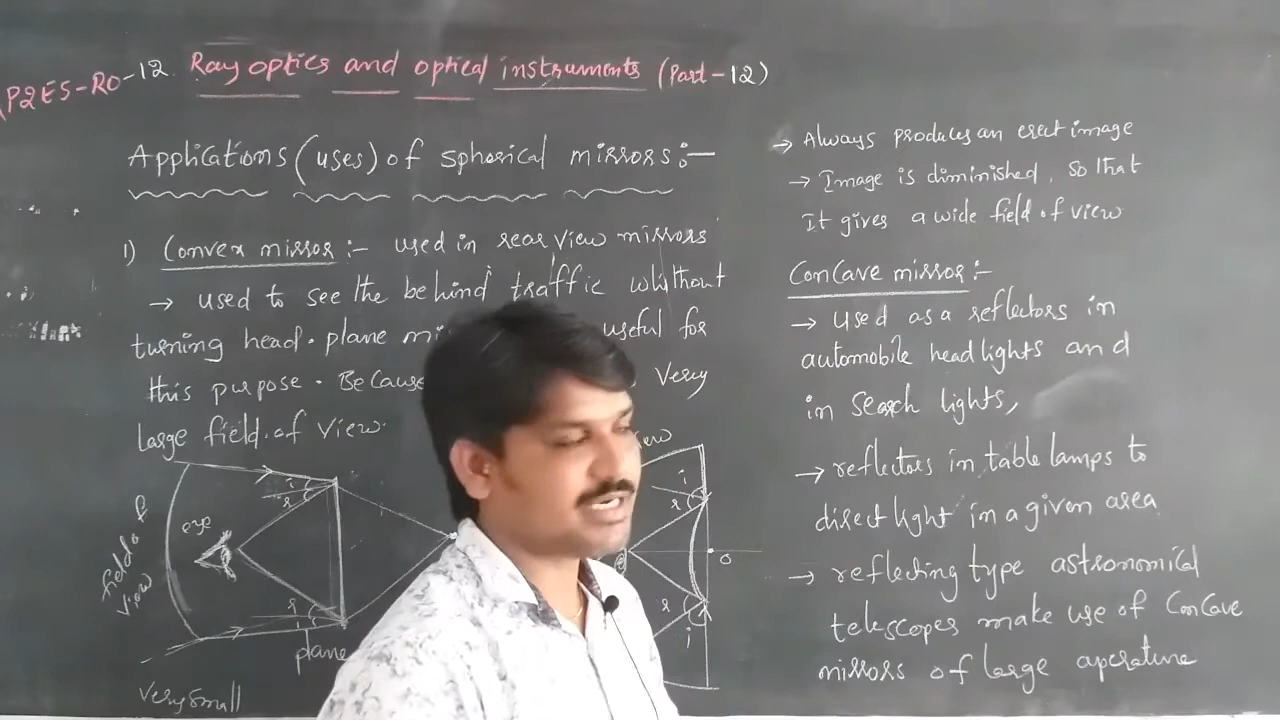 P2ES-RO-12. Ray optics and optical instruments (Part-12)
Applications (uses) of spherical mirrors:-
1) Convex mirror :- used in rear view mirrors
→ used to see the behind traffic whithout
turning head. plane mi useful for
this purpose. Because Very
large field of view.
eye
field of
view
i
r
r
i
plane
Very small
iew
i
r
r
i
O
→ Always produces an erect image
→ Image is diminished, so that
It gives a wide field of view
Concave mirror:-
→ used as a reflectors in
automobile head lights and
in search lights,
→ reflectors in table lamps to
direct light in a given area
→ reflecting type astronomical
telescopes make use of Concave
mirrors of large aperature